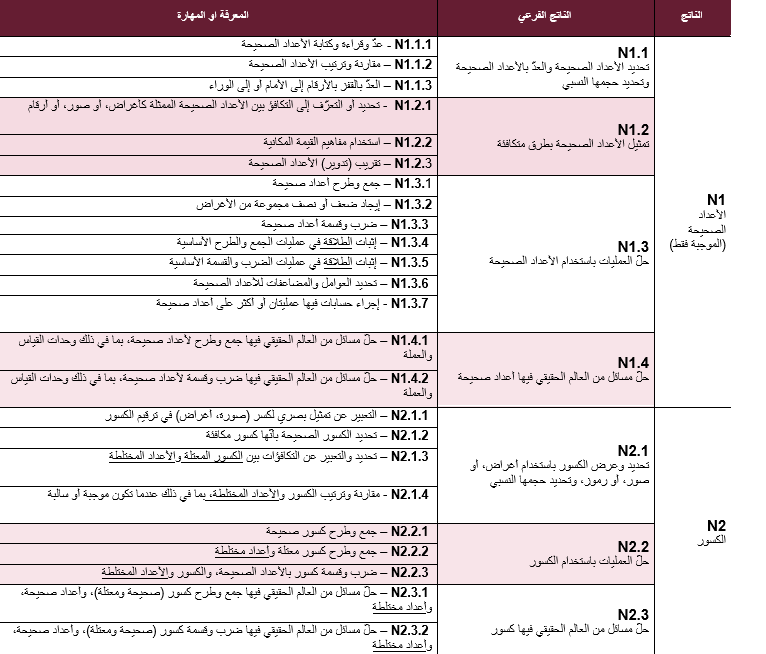 الناتج
الناتج الفرعي
المعرفة او المهارة
N1
الأعداد
الصحيحة
(الموجبة فقط)
N1.1
تحديد الأعداد الصحيحة والعدّ بالأعداد الصحيحة
وتحديد حجمها النسبي
N1.1.1 - عدّ وقراءة وكتابة الأعداد الصحيحة
N1.1.2 – مقارنة وترتيب الأعداد الصحيحة
N1.1.3 – العدّ بالقفز بالأرقام إلى الأمام أو إلى الوراء
N1.2
تمثيل الأعداد الصحيحة بطرق متكافئة
N1.2.1 - تحديد أو التعرّف إلى التكافؤ بين الأعداد الصحيحة الممثلة كأغراض، أو صور، أو أرقام
N1.2.2 – استخدام مفاهيم القيمة المكانية
N1.2.3 – تقريب (تدوير) الأعداد الصحيحة
N1.3
حلّ العمليات باستخدام الأعداد الصحيحة
N1.3.1 – جمع وطرح أعداد صحيحة
N1.3.2 – إيجاد ضعف أو نصف مجموعة من الأغراض
N1.3.3 – ضرب وقسمة أعداد صحيحة
N1.3.4 – إثبات الطلاقة في عمليات الجمع والطرح الأساسية
N1.3.5 – إثبات الطلاقة في عمليات الضرب والقسمة الأساسية
N1.3.6 – تحديد العوامل والمضاعفات للأعداد الصحيحة
N1.3.7 - إجراء حسابات فيها عمليتان أو أكثر على أعداد صحيحة
N1.4
حلّ مسائل من العالم الحقيقي فيها أعداد صحيحة
N1.4.1 – حلّ مسائل من العالم الحقيقي فيها جمع وطرح لأعداد صحيحة، بما في ذلك وحدات القياس
والعملة
N1.4.2 – حلّ مسائل من العالم الحقيقي فيها ضرب وقسمة لأعداد صحيحة، بما في ذلك وحدات القياس
والعملة
N2
الكسور
N2.1
تحديد وعرض الكسور باستخدام أغراض، أو
صور، أو رموز، وتحديد حجمها النسبي
N2.1.1 – التعبير عن تمثيل بصري لكسر (صورة، أغراض) في ترقيم الكسور
N2.1.2 – تحديد الكسور الصحيحة بأنّها كسور مكافئة
N2.1.3 – تحديد والتعبير عن التكافؤات بين الكسور المعتلة والأعداد المختلطة
N2.1.4 - مقارنة وترتيب الكسور والأعداد المختلطة، بما في ذلك عندما تكون موجبة أو سالبة
N2.2
حلّ العمليات باستخدام الكسور
N2.2.1 – جمع وطرح كسور صحيحة
N2.2.2 – جمع وطرح كسور معتلة وأعداد مختلطة
N2.2.3 – ضرب وقسمة كسور بالأعداد الصحيحة، والكسور والأعداد المختلطة
N2.3
حلّ مسائل من العالم الحقيقي فيها كسور
N2.3.1 – حلّ مسائل من العالم الحقيقي فيها جمع وطرح كسور (صحيحة ومعتلة)، وأعداد صحيحة،
وأعداد مختلطة
N2.3.2 – حلّ مسائل من العالم الحقيقي فيها ضرب وقسمة كسور (صحيحة ومعتلة)، وأعداد صحيحة،
وأعداد مختلطة